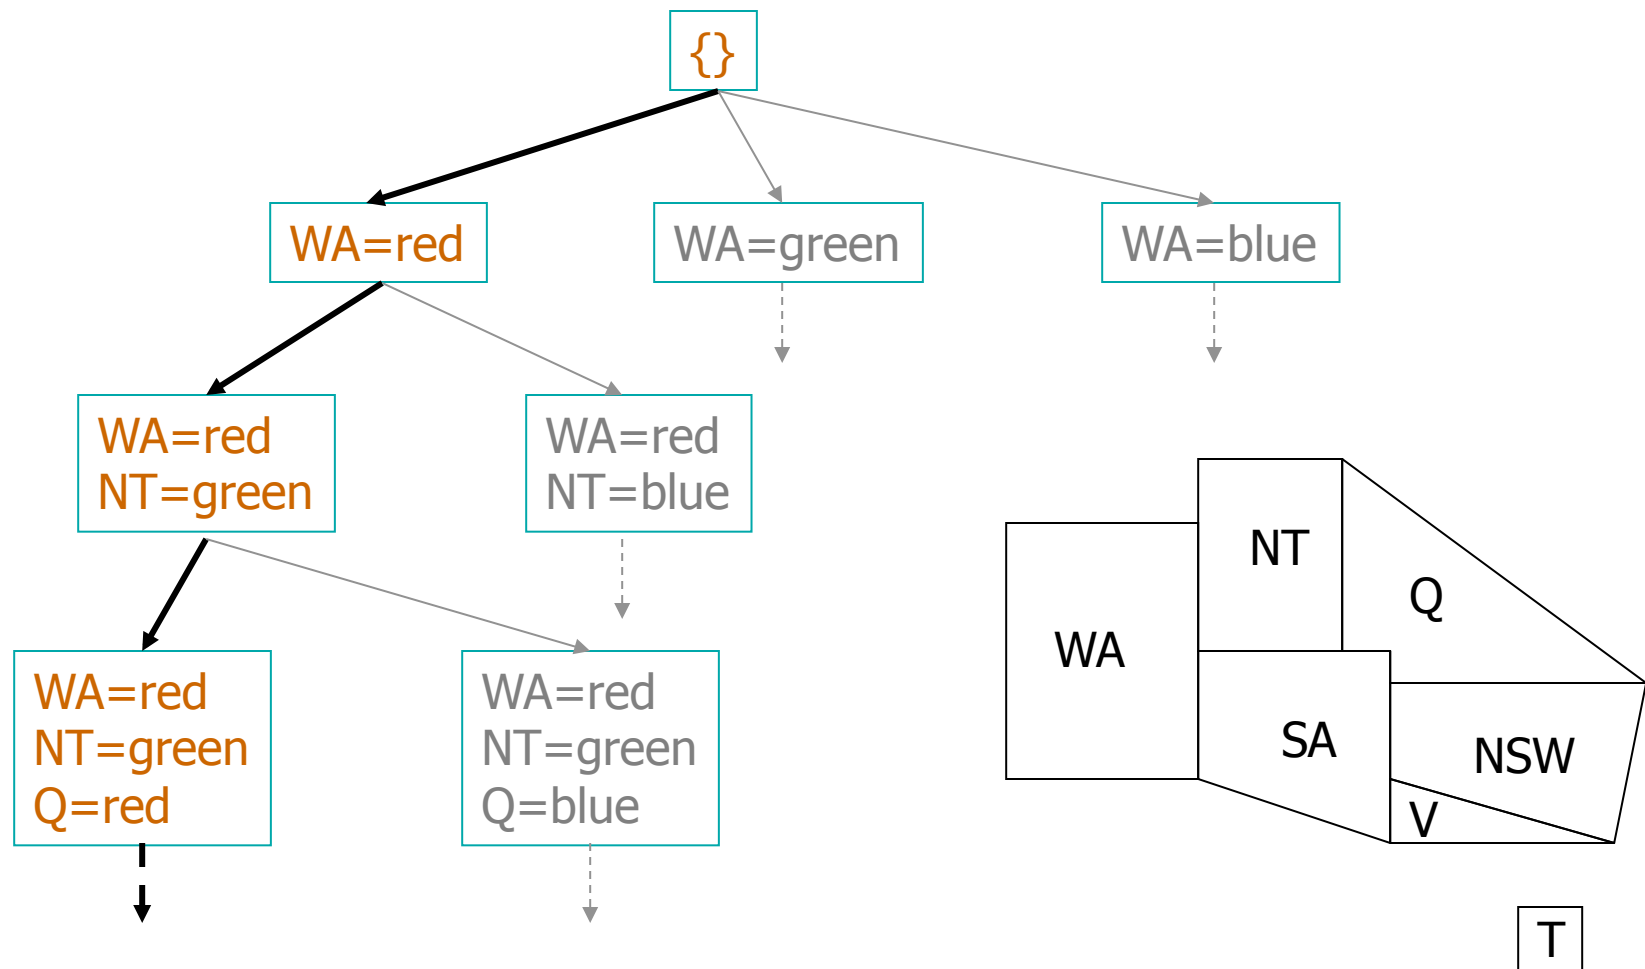 {}
WA=red
WA=green
WA=blue
WA=red
NT=green
WA=red
NT=blue
WA=red
NT=green
Q=red
WA=red
NT=green
Q=blue
NT
Q
WA
SA
NSW
V
T